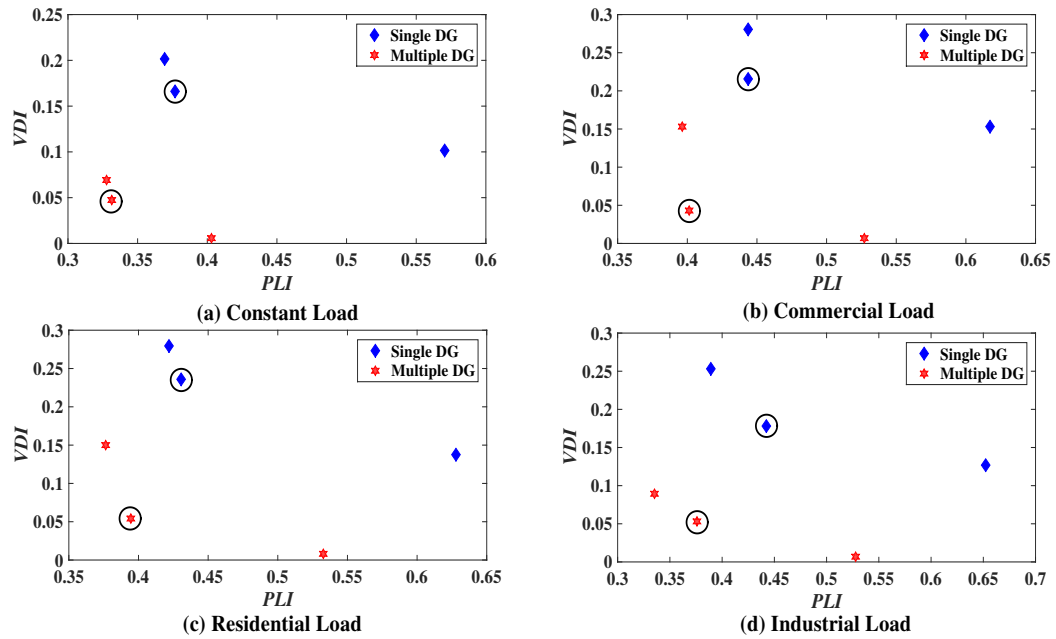 0.25
0.2
0.15
0.1
0.05
0
VDI
0.3 0.35 0.4 0.45 0.5 0.55 0.6
PLI
Single DG
Multiple DG
(a) Constant Load
0.3
0.25
0.2
0.15
0.1
0.05
0
VDI
0.35 0.4 0.45 0.5 0.55 0.6 0.65
PLI
Single DG
Multiple DG
(b) Commercial Load
0.3
0.25
0.2
0.15
0.1
0.05
0
VDI
0.35 0.4 0.45 0.5 0.55 0.6 0.65
PLI
Single DG
Multiple DG
(c) Residential Load
0.3
0.25
0.2
0.15
0.1
0.05
0
VDI
0.3 0.35 0.4 0.45 0.5 0.55 0.6 0.65 0.7
PLI
Single DG
Multiple DG
(d) Industrial Load